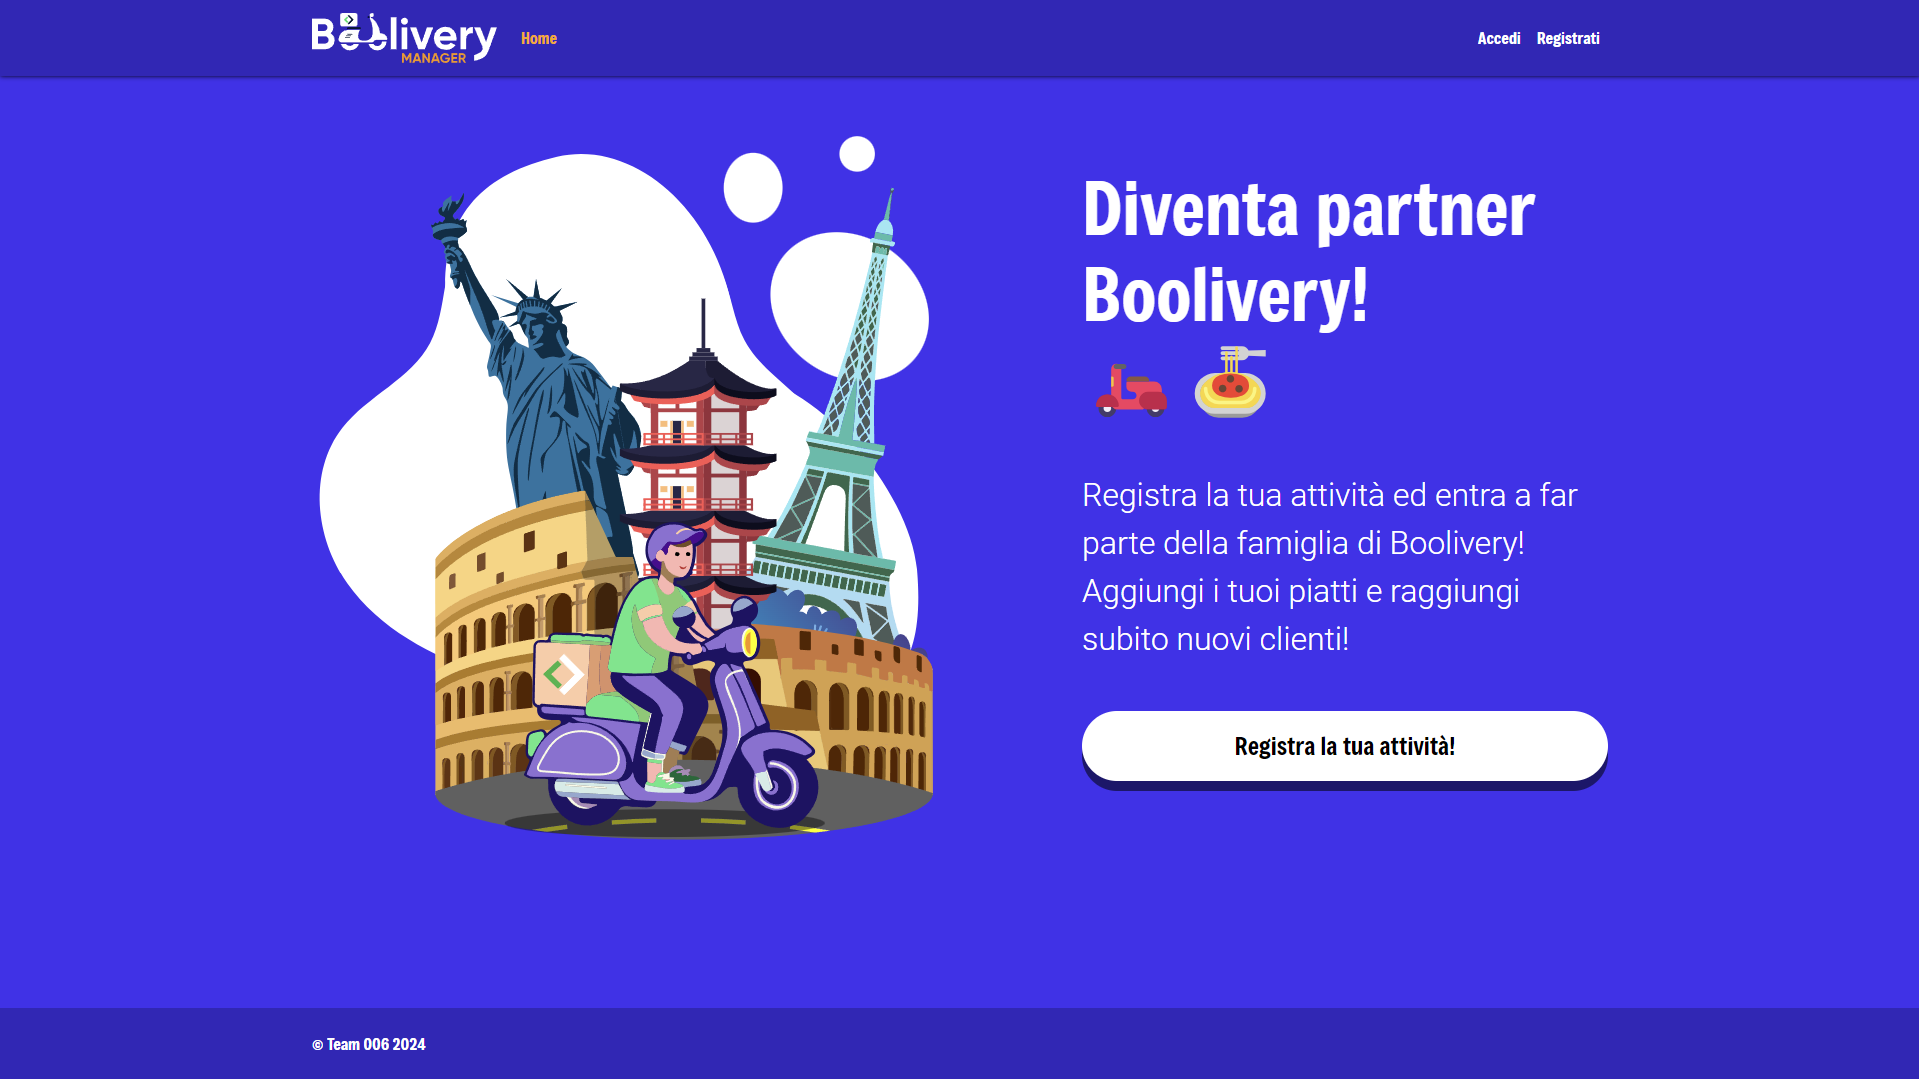 Boolivery
MANAGER
Home
Accedi
Registrati
Diventa partner
Boolivery!
Registra la tua attività ed entra a far
parte della famiglia di Boolivery!
Aggiungi i tuoi piatti e raggiungi
subito nuovi clienti!
Registra la tua attività!
© Team 006 2024